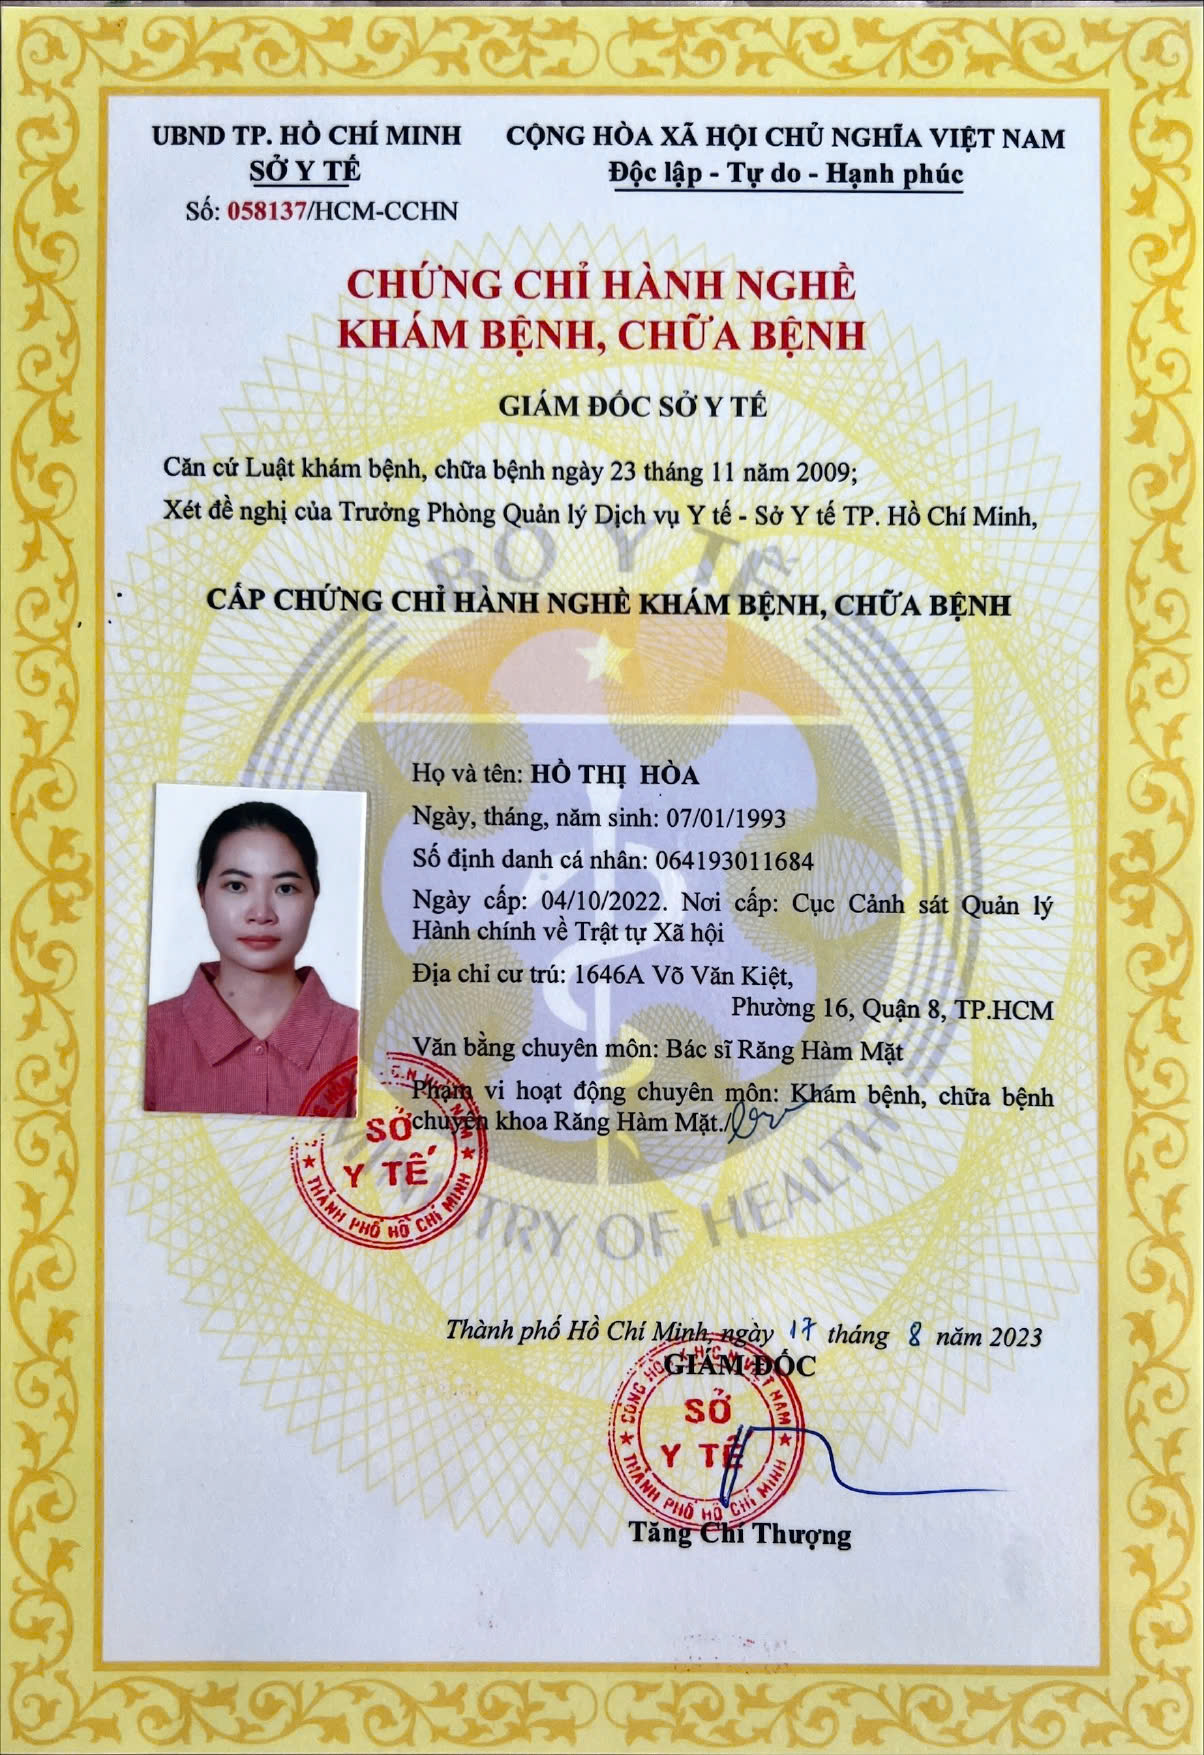 UBND TP. HỒ CHÍ MINH
SỞ Y TẾ
Số: 058137/HCM-CCHN
CỘNG HÒA XÃ HỘI CHỦ NGHĨA VIỆT NAM
Độc lập - Tự do - Hạnh phúc
CHỨNG CHỈ HÀNH NGHỀ
KHÁM BỆNH, CHỮA BỆNH
GIÁM ĐỐC SỞ Y TẾ
Căn cứ Luật khám bệnh, chữa bệnh ngày 23 tháng 11 năm 2009;
Xét đề nghị của Trưởng Phòng Quản lý Dịch vụ Y tế - Sở Y tế TP. Hồ Chí Minh,
BỘ Y TẾ
CẤP CHỨNG CHỈ HÀNH NGHỀ KHÁM BỆNH, CHỮA BỆNH
Họ và tên: HỒ THỊ HÒA
Ngày, tháng, năm sinh: 07/01/1993
Số định danh cá nhân: 064193011684
Ngày cấp: 04/10/2022. Nơi cấp: Cục Cảnh sát Quản lý
Hành chính về Trật tự Xã hội
Địa chỉ cư trú: 1646A Võ Văn Kiệt,
Phường 16, Quận 8, TP.HCM
Văn bằng chuyên môn: Bác sĩ Răng Hàm Mặt
Phạm vi hoạt động chuyên môn: Khám bệnh, chữa bệnh
chuyên khoa Răng Hàm Mặt./
SỞ
Y TẾ
THÀNH PHỐ HỒ CHÍ MINH
MINISTRY OF HEALTH
Thành phố Hồ Chí Minh, ngày 17 tháng 8 năm 2023
GIÁM ĐỐC
CỘNG HÒA X.H.C.N VIỆT NAM
SỞ
Y TẾ
THÀNH PHỐ HỒ CHÍ MINH
Tăng Chí Thượng